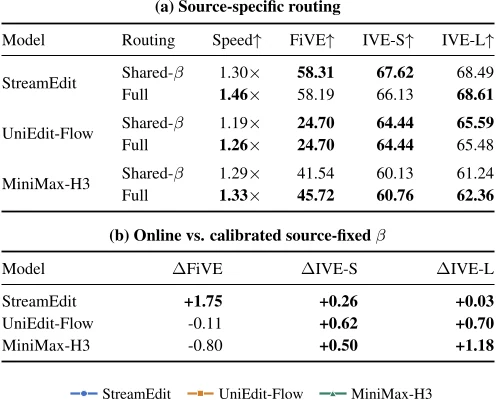 (a) Source-specific routing
Model Routing Speed↑ FiVE↑ IVE-S↑ IVE-L↑
StreamEdit Shared-β 1.30× 58.31 67.62 68.49
Full 1.46× 58.19 66.13 68.61
UniEdit-Flow Shared-β 1.19× 24.70 64.44 65.59
Full 1.26× 24.70 64.44 65.48
MiniMax-H3 Shared-β 1.29× 41.54 60.13 61.24
Full 1.33× 45.72 60.76 62.36
(b) Online vs. calibrated source-fixed β
Model ΔFiVE ΔIVE-S ΔIVE-L
StreamEdit +1.75 +0.26 +0.03
UniEdit-Flow -0.11 +0.62 +0.70
MiniMax-H3 -0.80 +0.50 +1.18
StreamEdit UniEdit-Flow MiniMax-H3